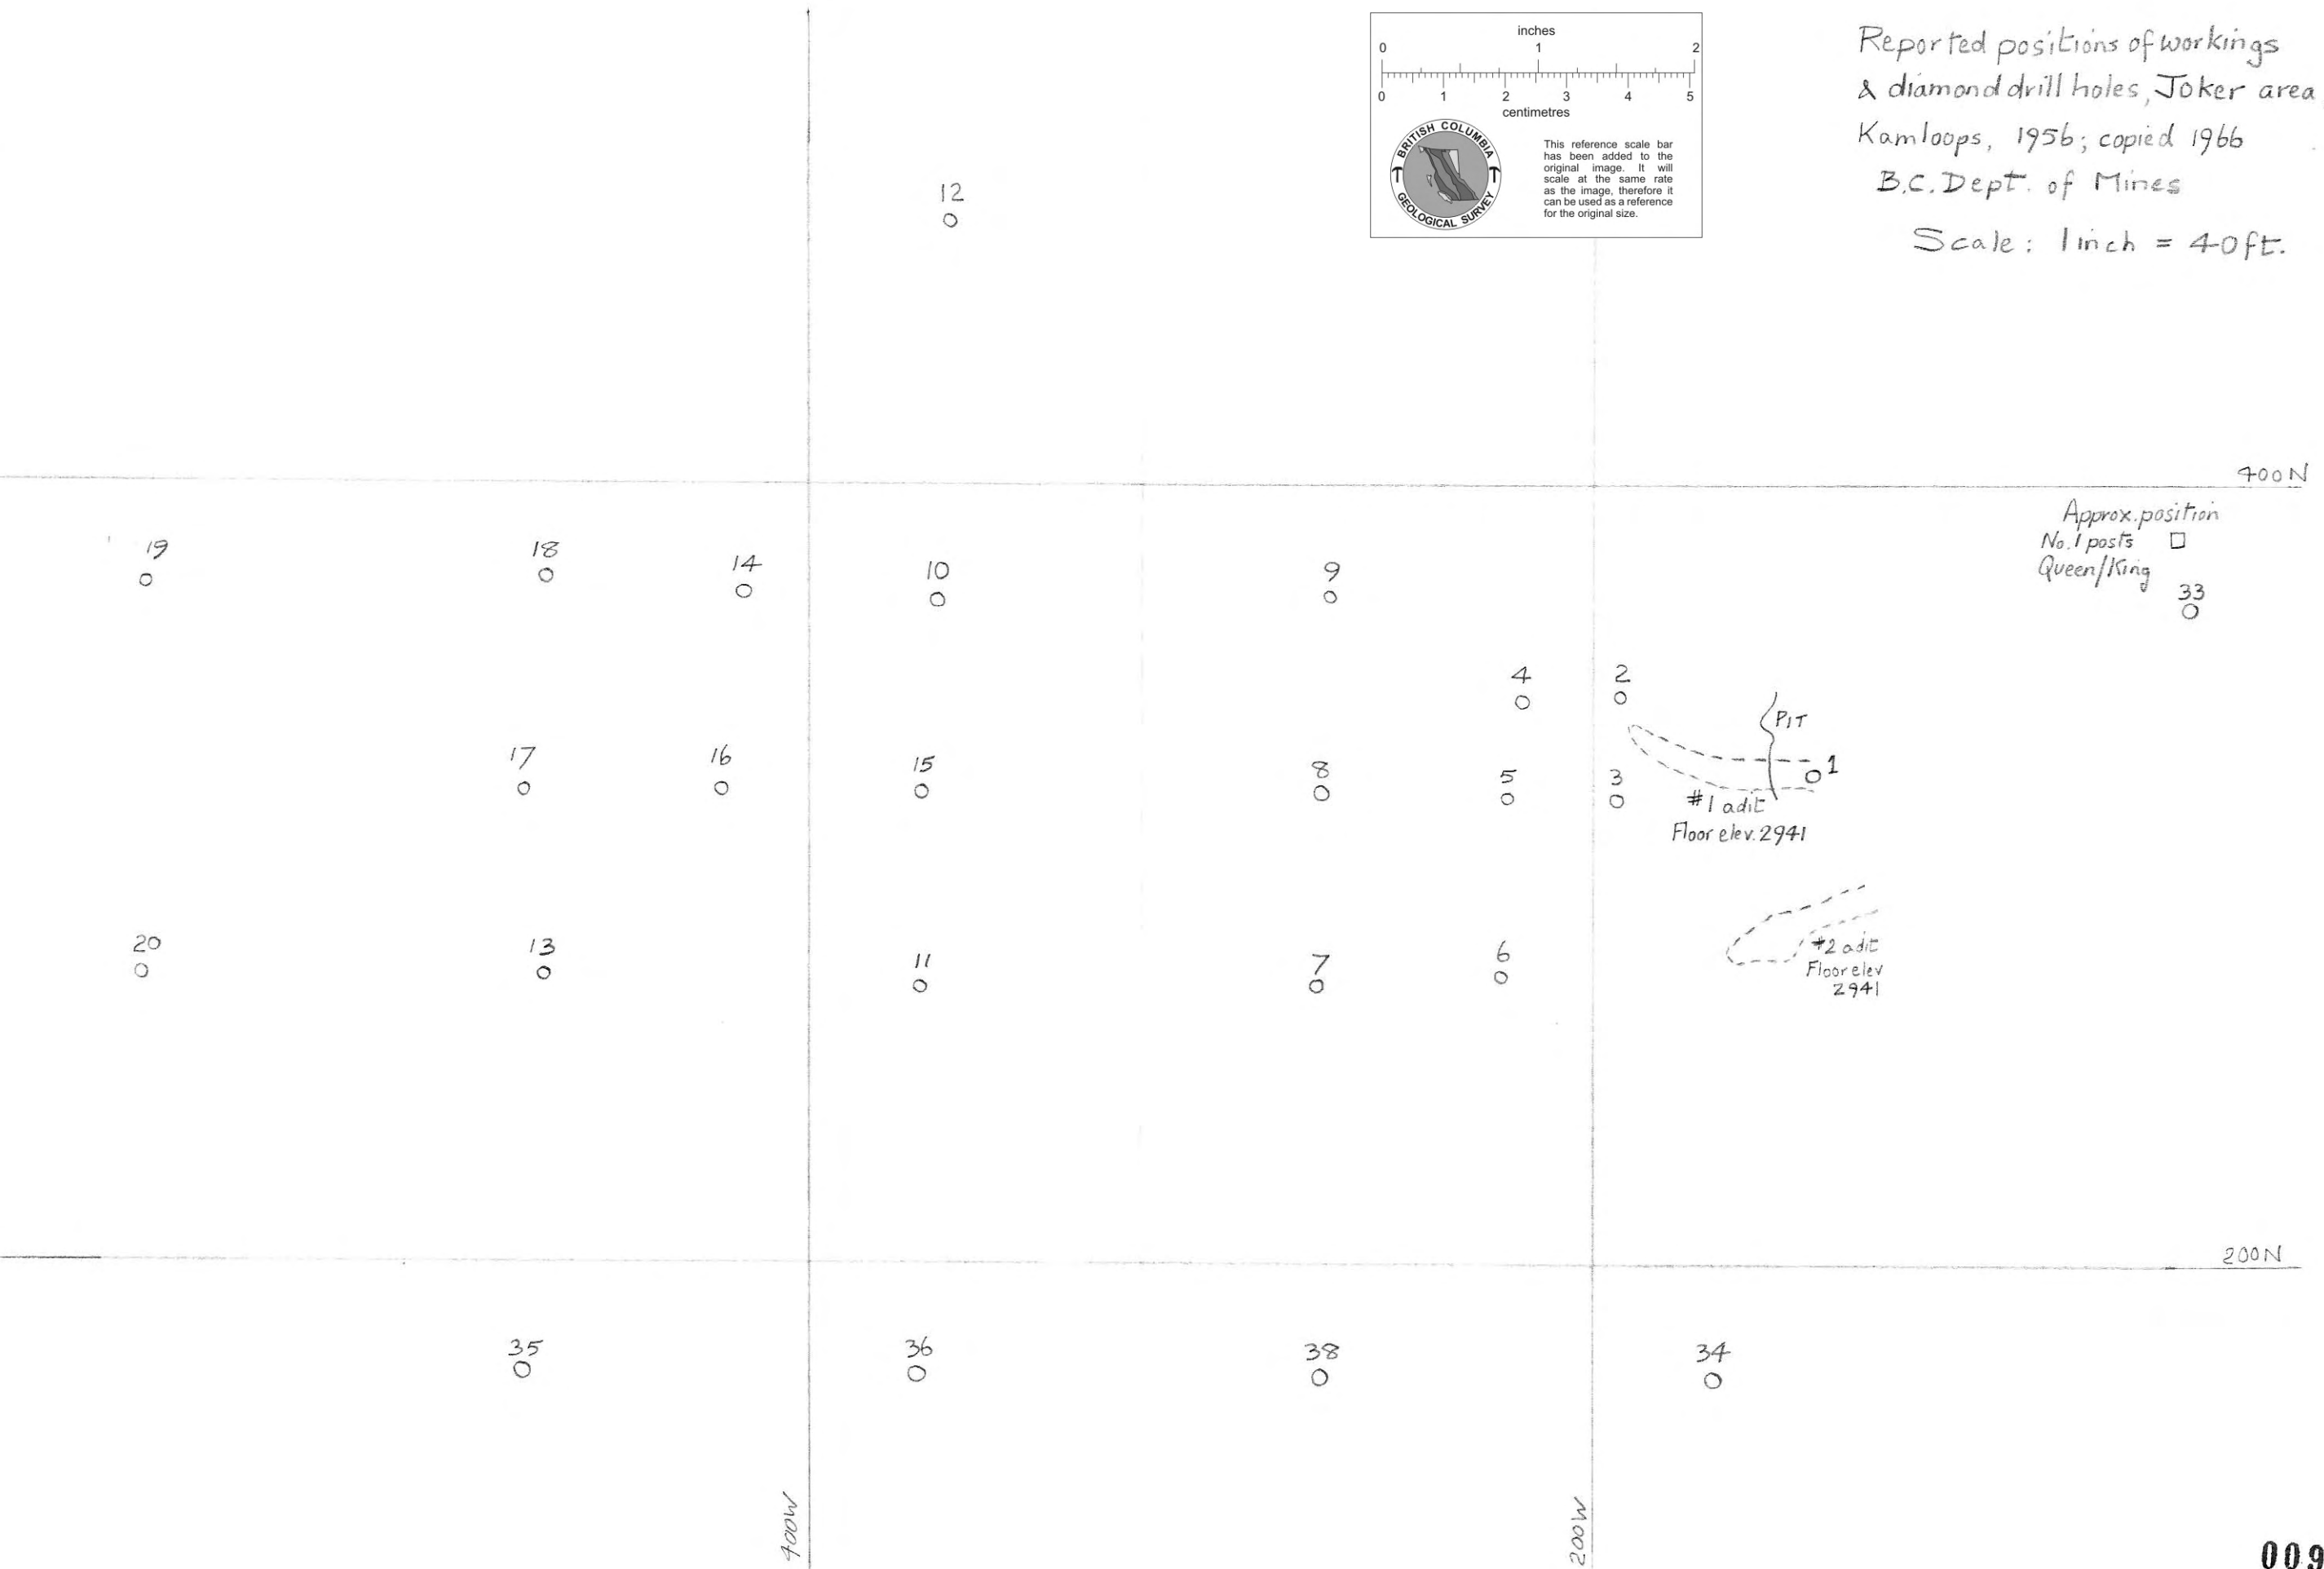 inches
0 1 2
0 1 2 3 4 5
centimetres
BRITISH COLUMBIA
GEOLOGICAL SURVEY
This reference scale bar
has been added to the
original image. It will
scale at the same rate
as the image, therefore it
can be used as a reference
for the original size.
Reported positions of workings
& diamond drill holes, Joker area
Kamloops, 1956; copied 1966
B.C. Dept. of Mines
Scale: 1 inch = 40 ft.
12
400N
Approx. position
No. 1 posts
Queen/King
33
19
18
14
10
9
4
2
PIT
17
16
15
8
5
3
1
#1 adit
Floor elev. 2941
20
13
11
7
6
#2 adit
Floor elev
2941
200N
35
36
38
34
400W
200W
009